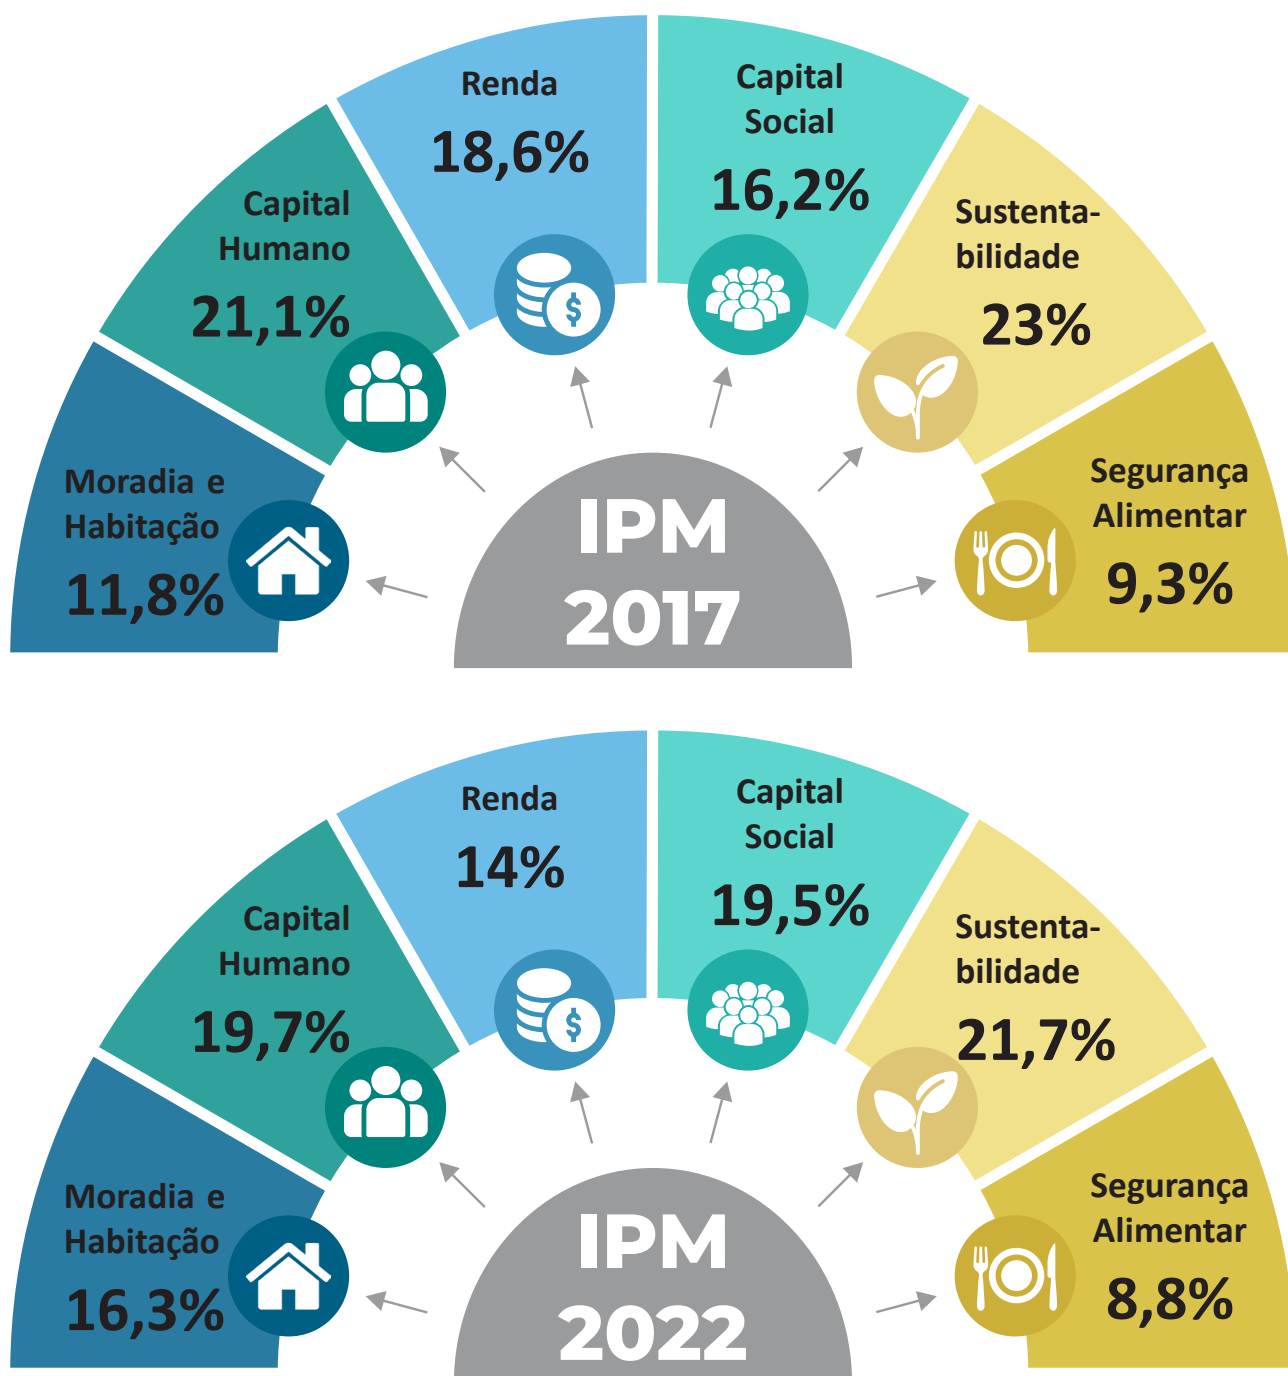 Renda
18,6%
Capital
Social
16,2%
Capital
Humano
21,1%
Sustenta-
bilidade
23%
Moradia e
Habitação
11,8%
Segurança
Alimentar
9,3%
$
IPM
2017
Renda
14%
Capital
Social
19,5%
Capital
Humano
19,7%
Sustenta-
bilidade
21,7%
Moradia e
Habitação
16,3%
Segurança
Alimentar
8,8%
$
IPM
2022